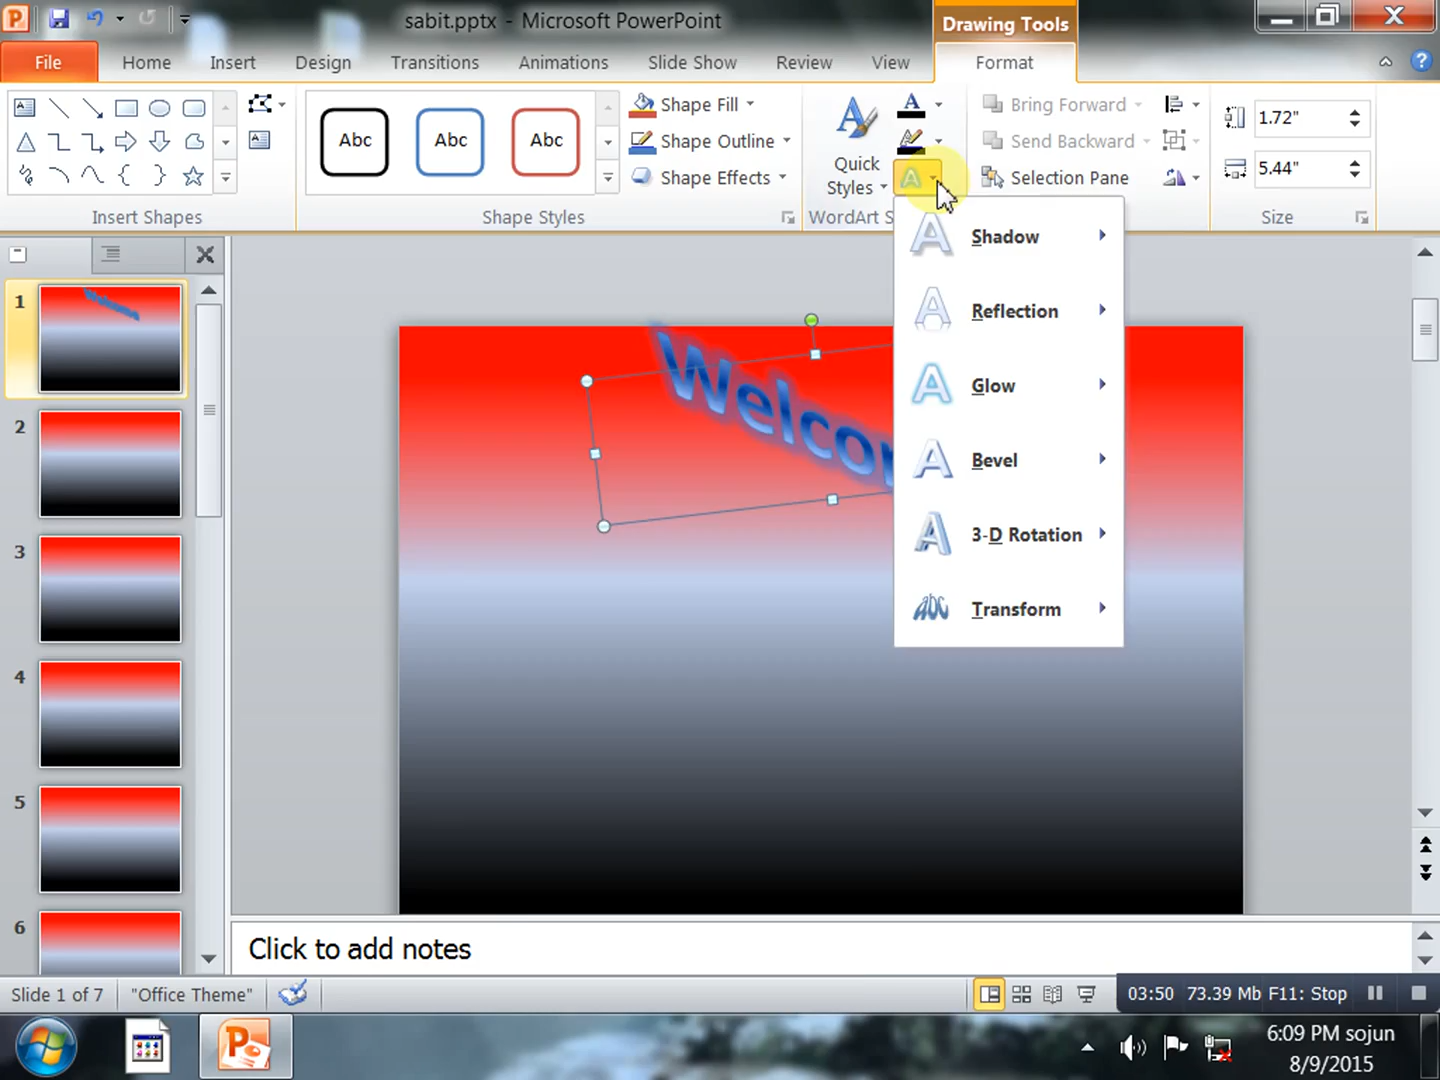 sabit.pptx - Microsoft PowerPoint
Drawing Tools
File Home Insert Design Transitions Animations Slide Show Review View Format
Abc Abc Abc
Shape Fill
Shape Outline
Shape Effects
Quick Styles
Bring Forward
Send Backward
Selection Pane
1.72"
5.44"
Insert Shapes Shape Styles WordArt S Size
Shadow
Reflection
Glow
Bevel
3-D Rotation
Transform
1
2
3
4
5
6
Welcom
Click to add notes
Slide 1 of 7 "Office Theme" 03:50 73.39 Mb F11: Stop
6:09 PM sojun
8/9/2015